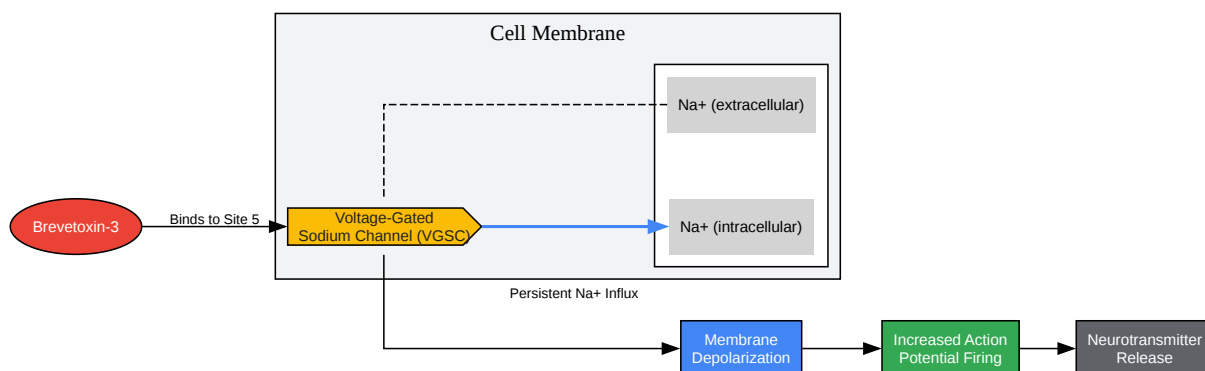 Cell Membrane
Na+ (extracellular)
Brevetoxin-3
Binds to Site 5
Voltage-Gated
Sodium Channel (VGSC)
Na+ (intracellular)
Persistent Na+ Influx
Membrane
Depolarization
Increased Action
Potential Firing
Neurotransmitter
Release